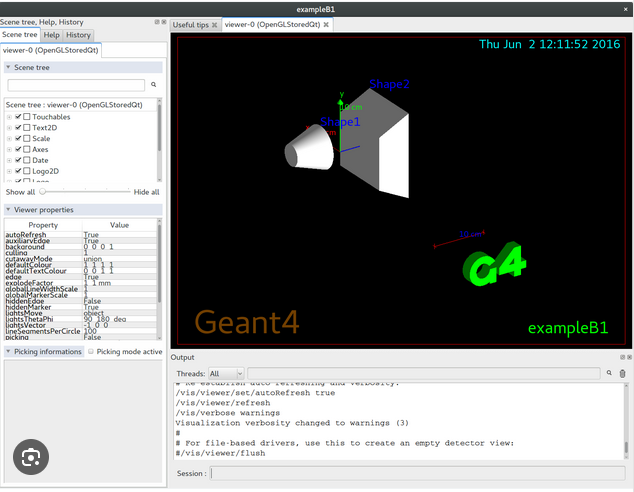 exampleB1
Scene tree, Help, History
Scene tree Help History
viewer-0 (OpenGLStoredQt)
Scene tree
Scene tree : viewer-0 (OpenGLStoredQt)
Touchables
Text2D
Scale
Axes
Date
Logo2D
Logo
Show all Hide all
Viewer properties
Property Value
autoRefresh True
auxiliaryEdge True
background 0 0 0 1
culling 1
cutawayMode union
defaultColour 1 1 1 1
defaultTextColour 0 0 1 1
edge True
explodeFactor 1 1 mm
globalLineWidthScale 1
globalMarkerScale 1
hiddenEdge False
hiddenMarker True
lightsMove object
lightsThetaPhi 90 180 deg
lightsVector -1 0 0
lineSegmentsPerCircle 100
picking False
Picking informations Picking mode active
Useful tips viewer-0 (OpenGLStoredQt)
Thu Jun 2 12:11:52 2016
Shape2
y
10 cm
Shape1
G4
Geant4
exampleB1
Output
Threads: All
# Re-establish auto refreshing and verbosity:
/vis/viewer/set/autoRefresh true
/vis/viewer/refresh
/vis/verbose warnings
Visualization verbosity changed to warnings (3)
#
# For file-based drivers, use this to create an empty detector view:
#/vis/viewer/flush
Session :